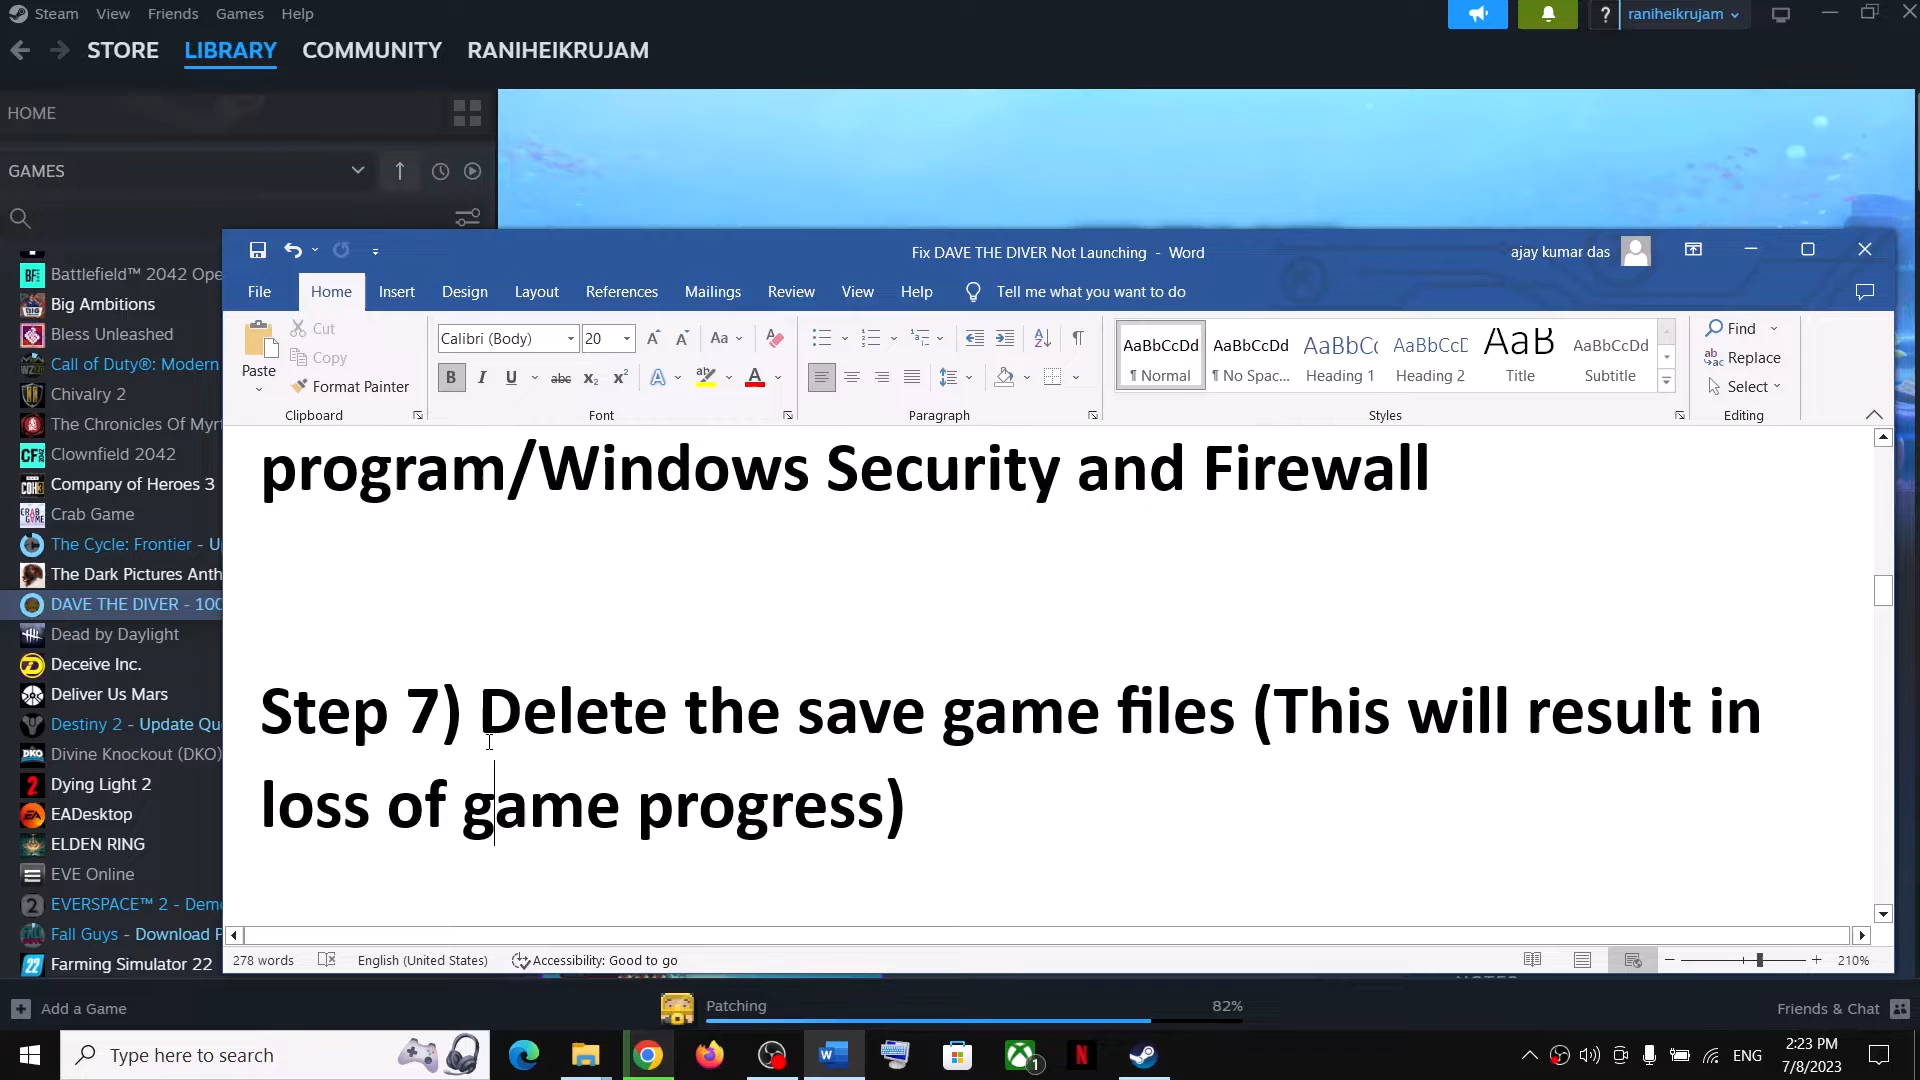 Steam View Friends Games Help raniheikrujam
STORE LIBRARY COMMUNITY RANIHEIKRUJAM
HOME
GAMES
Battlefield™ 2042 Ope
Big Ambitions
Bless Unleashed
Call of Duty®: Modern
Chivalry 2
The Chronicles Of Myrt
Clownfield 2042
Company of Heroes 3
Crab Game
The Cycle: Frontier - U
The Dark Pictures Anth
DAVE THE DIVER - 100
Dead by Daylight
Deceive Inc.
Deliver Us Mars
Destiny 2 - Update Qu
Divine Knockout (DKO)
Dying Light 2
EADesktop
ELDEN RING
EVE Online
EVERSPACE™ 2 - Demo
Fall Guys - Download P
Farming Simulator 22
Fix DAVE THE DIVER Not Launching - Word ajay kumar das
File Home Insert Design Layout References Mailings Review View Help Tell me what you want to do
Paste
Cut
Copy
Format Painter
Clipboard
Calibri (Body) 20
Font
Paragraph
AaBbCcDd AaBbCcDd AaBbCc AaBbCcD AaB AaBbCcDd
¶ Normal ¶ No Spac... Heading 1 Heading 2 Title Subtitle
Styles
Find
Replace
Select
Editing
program/Windows Security and Firewall
Step 7) Delete the save game files (This will result in
loss of game progress)
278 words English (United States) Accessibility: Good to go 210%
Add a Game Patching 82% Friends & Chat
Type here to search ENG 2:23 PM
7/8/2023